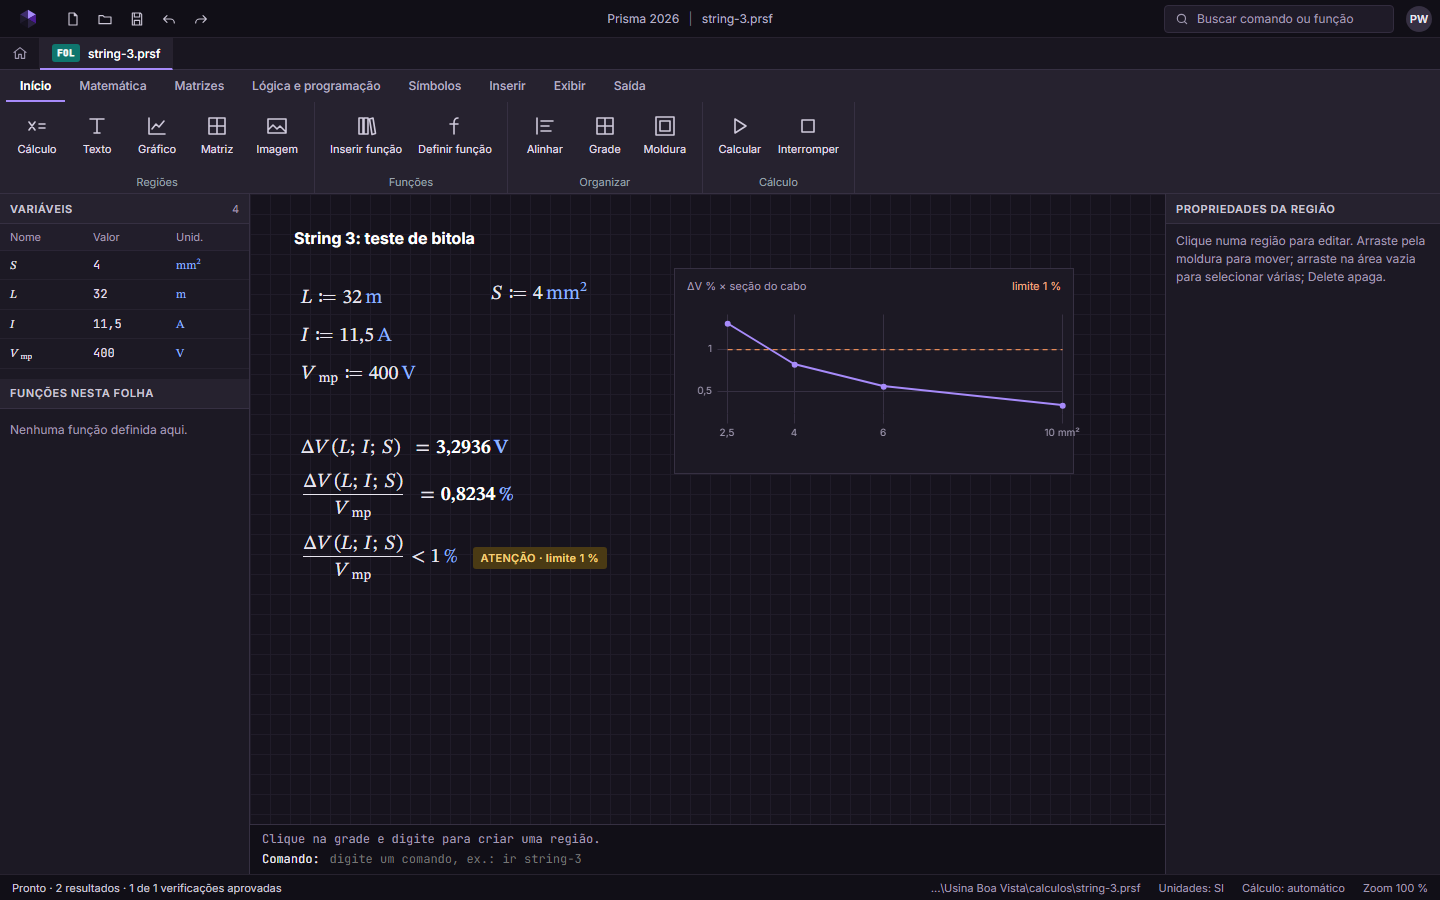 Prisma 2026 | string-3.prsf
Buscar comando ou função
PW
FOL string-3.prsf
Início Matemática Matrizes Lógica e programação Símbolos Inserir Exibir Saída
Cálculo Texto Gráfico Matriz Imagem Inserir função Definir função Alinhar Grade Moldura Calcular Interromper
Regiões Funções Organizar Cálculo
VARIÁVEIS 4
Nome Valor Unid.
S 4 mm²
L 32 m
I 11,5 A
V mp 400 V
FUNÇÕES NESTA FOLHA
Nenhuma função definida aqui.
String 3: teste de bitola
L := 32 m
S := 4 mm²
I := 11,5 A
V mp := 400 V
ΔV (L; I; S) = 3,2936 V
ΔV (L; I; S)
V mp
= 0,8234 %
ΔV (L; I; S)
V mp
< 1 %
ATENÇÃO · limite 1 %
ΔV % × seção do cabo limite 1 %
1
0,5
2,5 4 6 10 mm²
PROPRIEDADES DA REGIÃO
Clique numa região para editar. Arraste pela
moldura para mover; arraste na área vazia
para selecionar várias; Delete apaga.
Clique na grade e digite para criar uma região.
Comando: digite um comando, ex.: ir string-3
Pronto · 2 resultados · 1 de 1 verificações aprovadas
...\Usina Boa Vista\calculos\string-3.prsf Unidades: SI Cálculo: automático Zoom 100 %